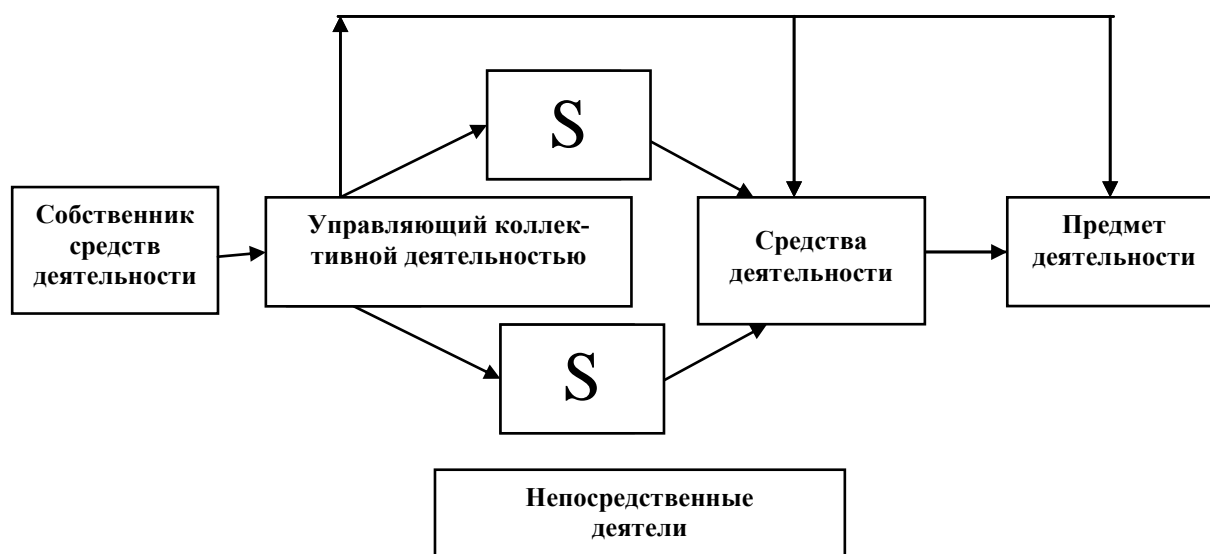 S
Собственник
средств
деятельности
Управляющий коллек-
тивной деятельностью
Средства
деятельности
Предмет
деятельности
S
Непосредственные
деятели